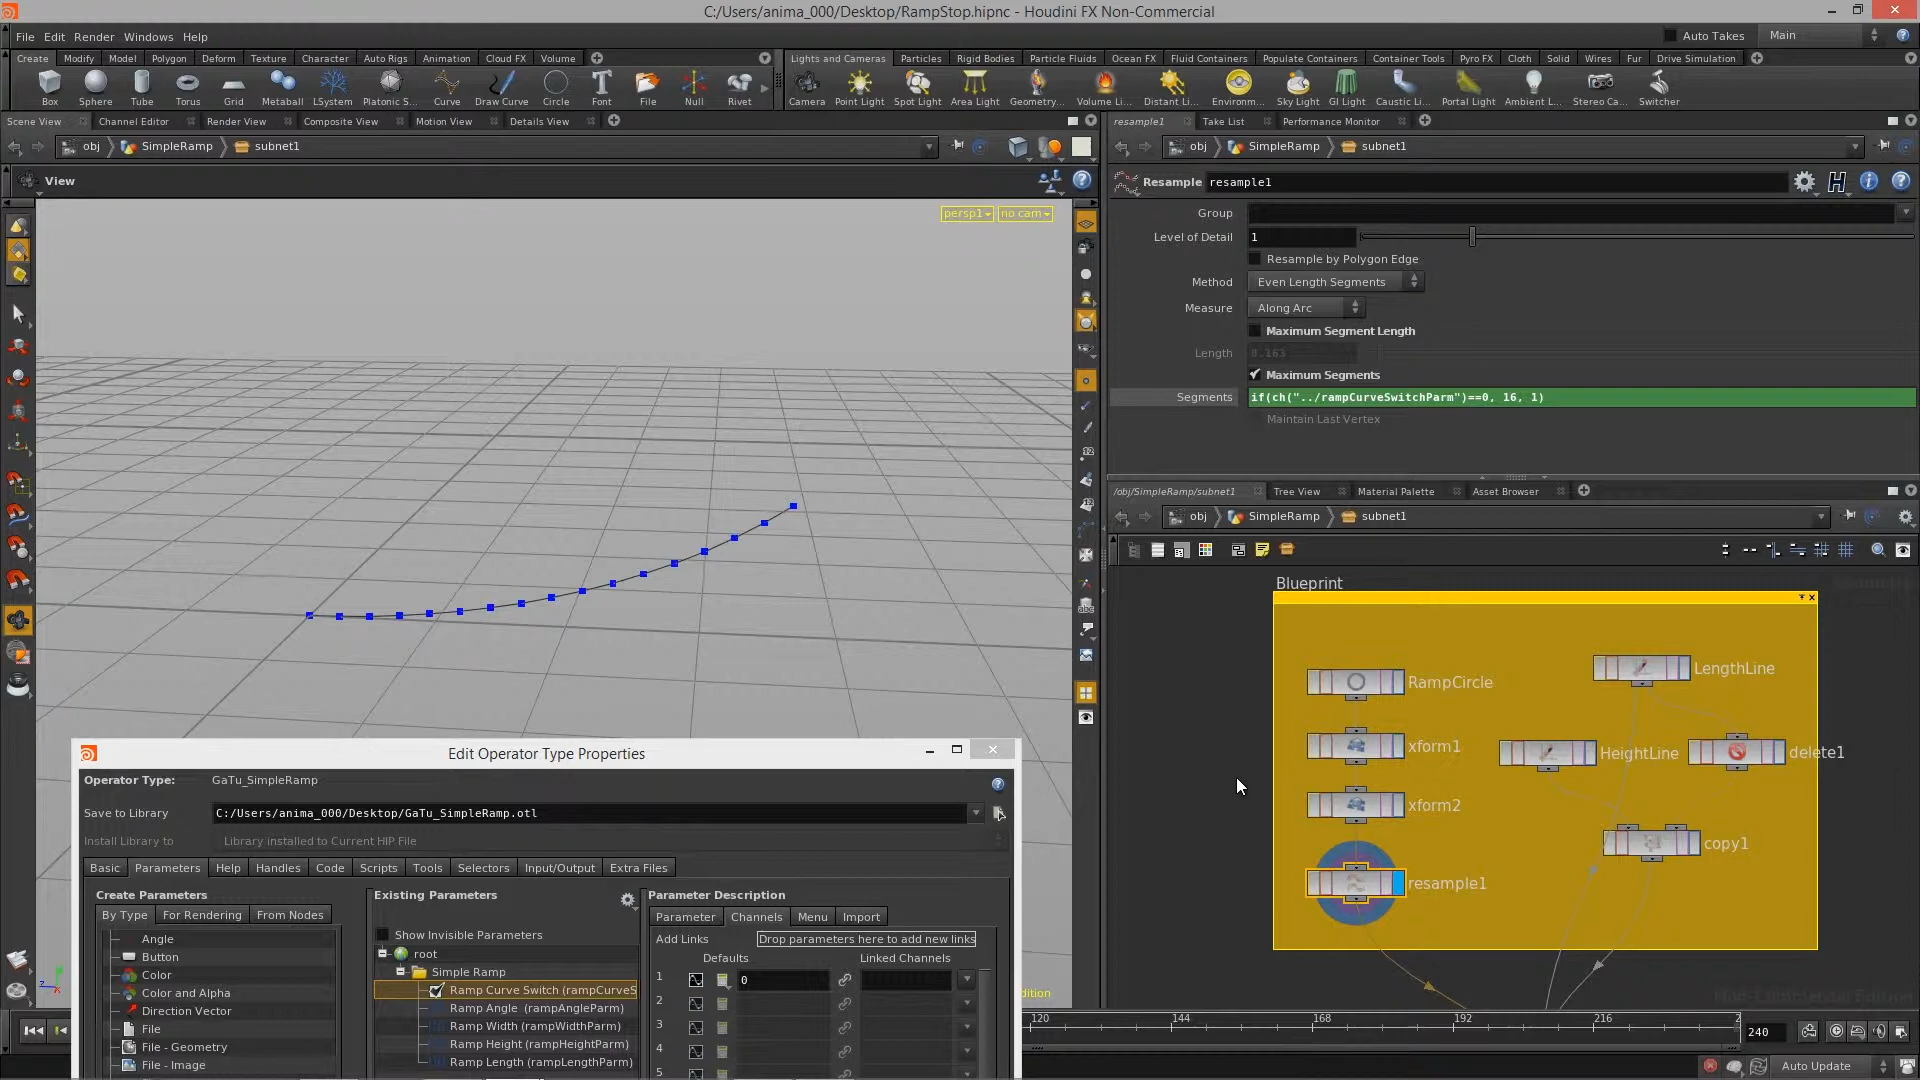 C:/Users/anima_000/Desktop/RampStop.hipnc - Houdini FX Non-Commercial
File Edit Render Windows Help
Auto Takes Main
Create Modify Model Polygon Deform Texture Character Auto Rigs Animation Cloud FX Volume
Lights and Cameras Particles Rigid Bodies Particle Fluids Ocean FX Fluid Containers Populate Containers Container Tools Pyro FX Cloth Solid Wires Fur Drive Simulation
Box Sphere Tube Torus Grid Metaball LSystem Platonic S... Curve Draw Curve Circle Font File Null Rivet
Camera Point Light Spot Light Area Light Geometry... Volume Li... Distant Li... Environm... Sky Light GI Light Caustic Li... Portal Light Ambient L... Stereo Ca... Switcher
Scene View Channel Editor Render View Composite View Motion View Details View
resample1 Take List Performance Monitor
obj SimpleRamp subnet1
obj SimpleRamp subnet1
View
persp1 no cam
Resample resample1
Group
Level of Detail 1
Resample by Polygon Edge
Method Even Length Segments
Measure Along Arc
Maximum Segment Length
Length 0.163
Maximum Segments
Segments if(ch("../rampCurveSwitchParm")==0, 16, 1)
Maintain Last Vertex
/obj/SimpleRamp/subnet1 Tree View Material Palette Asset Browser
obj SimpleRamp subnet1
Blueprint
RampCircle
LengthLine
xform1
HeightLine
delete1
xform2
copy1
resample1
Non-Commercial Edition
dition
Edit Operator Type Properties
Operator Type: GaTu_SimpleRamp
Save to Library C:/Users/anima_000/Desktop/GaTu_SimpleRamp.otl
Install Library to Library installed to Current HIP File
Basic Parameters Help Handles Code Scripts Tools Selectors Input/Output Extra Files
Create Parameters
By Type For Rendering From Nodes
Angle
Button
Color
Color and Alpha
Direction Vector
File
File - Geometry
File - Image
Existing Parameters
Show Invisible Parameters
root
Simple Ramp
Ramp Curve Switch (rampCurveS
Ramp Angle (rampAngleParm)
Ramp Width (rampWidthParm)
Ramp Height (rampHeightParm)
Ramp Length (rampLengthParm)
Parameter Description
Parameter Channels Menu Import
Add Links Drop parameters here to add new links
Defaults Linked Channels
1 0
2
3
4
5
120 144 168 192 216 2
240
Auto Update